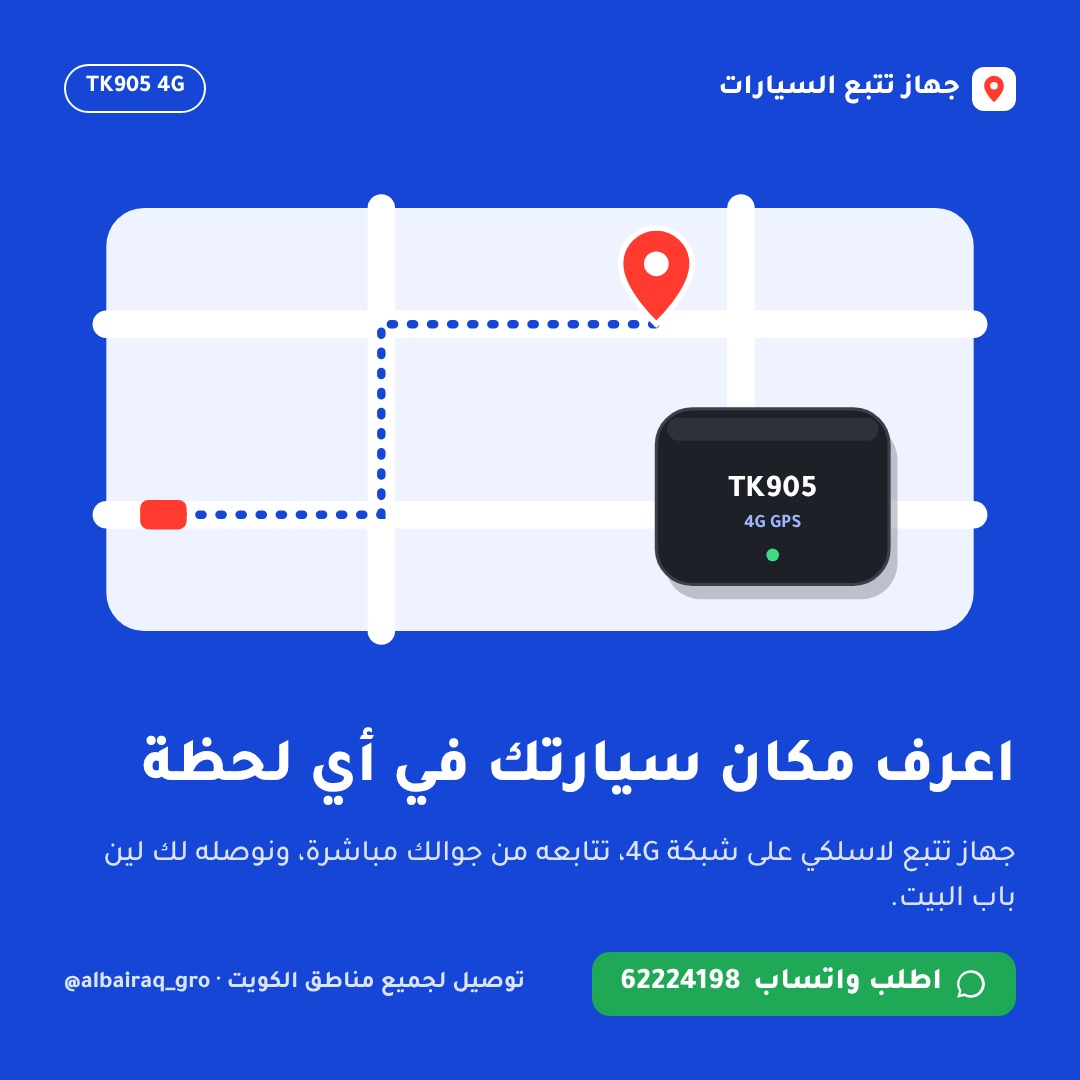 جهاز تتبع السيارات
TK905 4G
TK905
4G GPS
اعرف مكان سيارتك في أي لحظة
جهاز تتبع لاسلكي على شبكة 4G، تتابعه من جوالك مباشرة، ونوصله لك لين
باب البيت.
اطلب واتساب 62224198
توصيل لجميع مناطق الكويت · @albairaq_gro